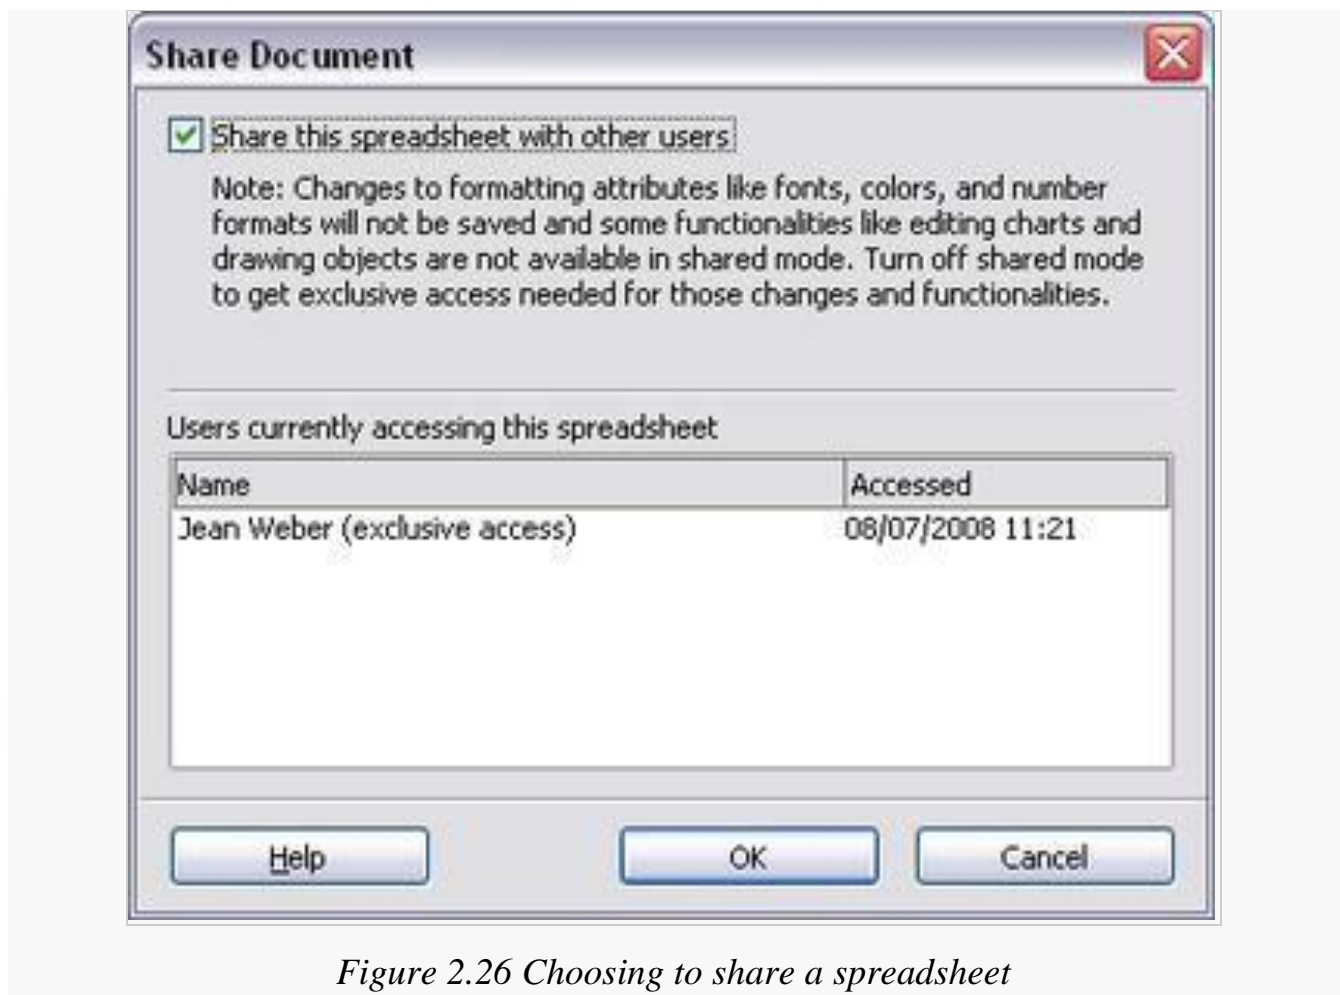 Share Document
Share this spreadsheet with other users
Note: Changes to formatting attributes like fonts, colors, and number
formats will not be saved and some functionalities like editing charts and
drawing objects are not available in shared mode. Turn off shared mode
to get exclusive access needed for those changes and functionalities.
Users currently accessing this spreadsheet
Name Accessed
Jean Weber (exclusive access) 08/07/2008 11:21
Help OK Cancel
Figure 2.26 Choosing to share a spreadsheet